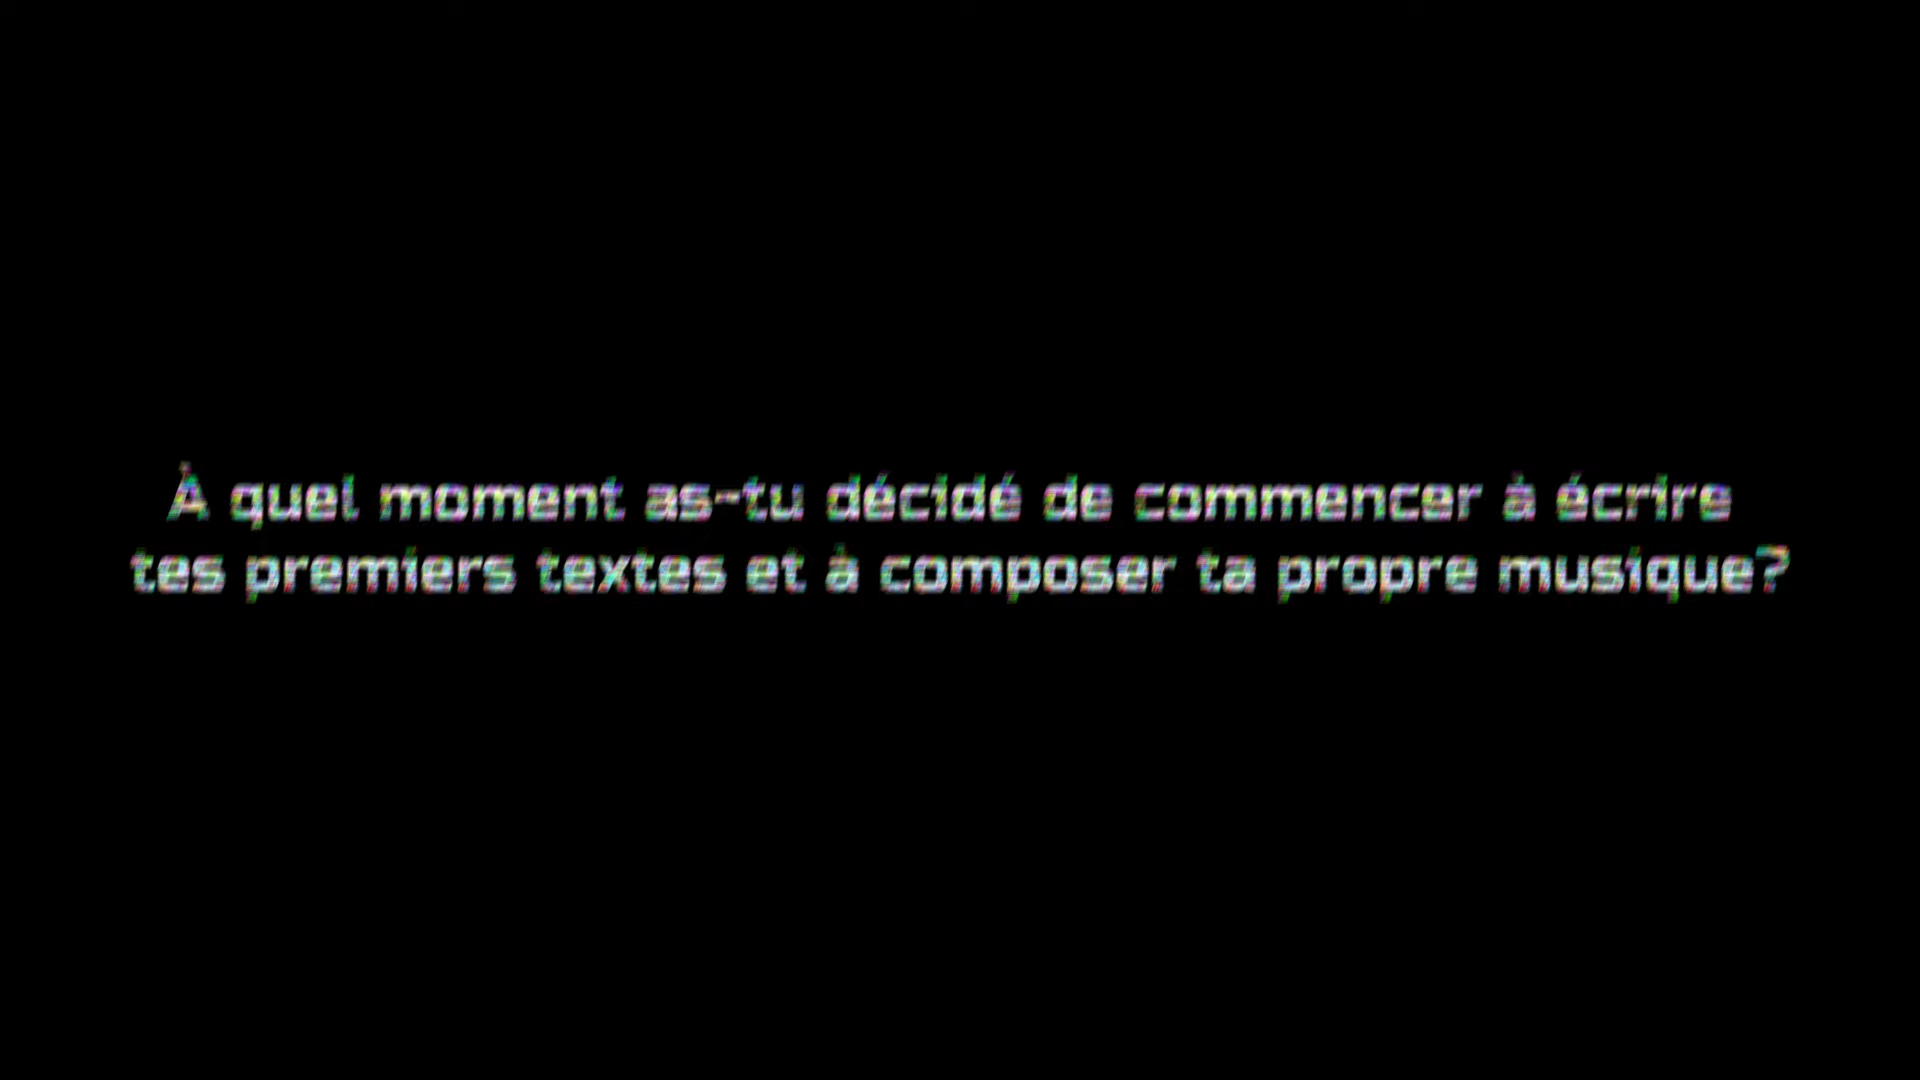 À quel moment as-tu décidé de commencer à écrire
tes premiers textes et à composer ta propre musique?